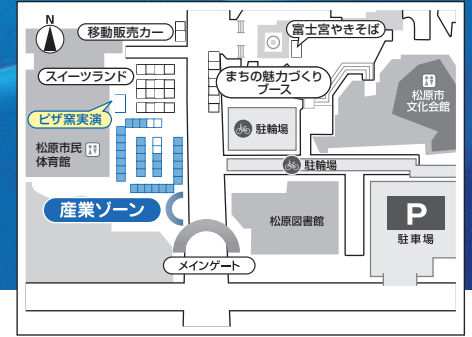 N
移動販売カー
富士宮やきそば
スイーツランド
まちの魅力づくり
ブース
松原市
文化会館
ピザ窯実演
駐輪場
松原市民
体育館
駐輪場
産業ゾーン
松原図書館
P
駐車場
メインゲート